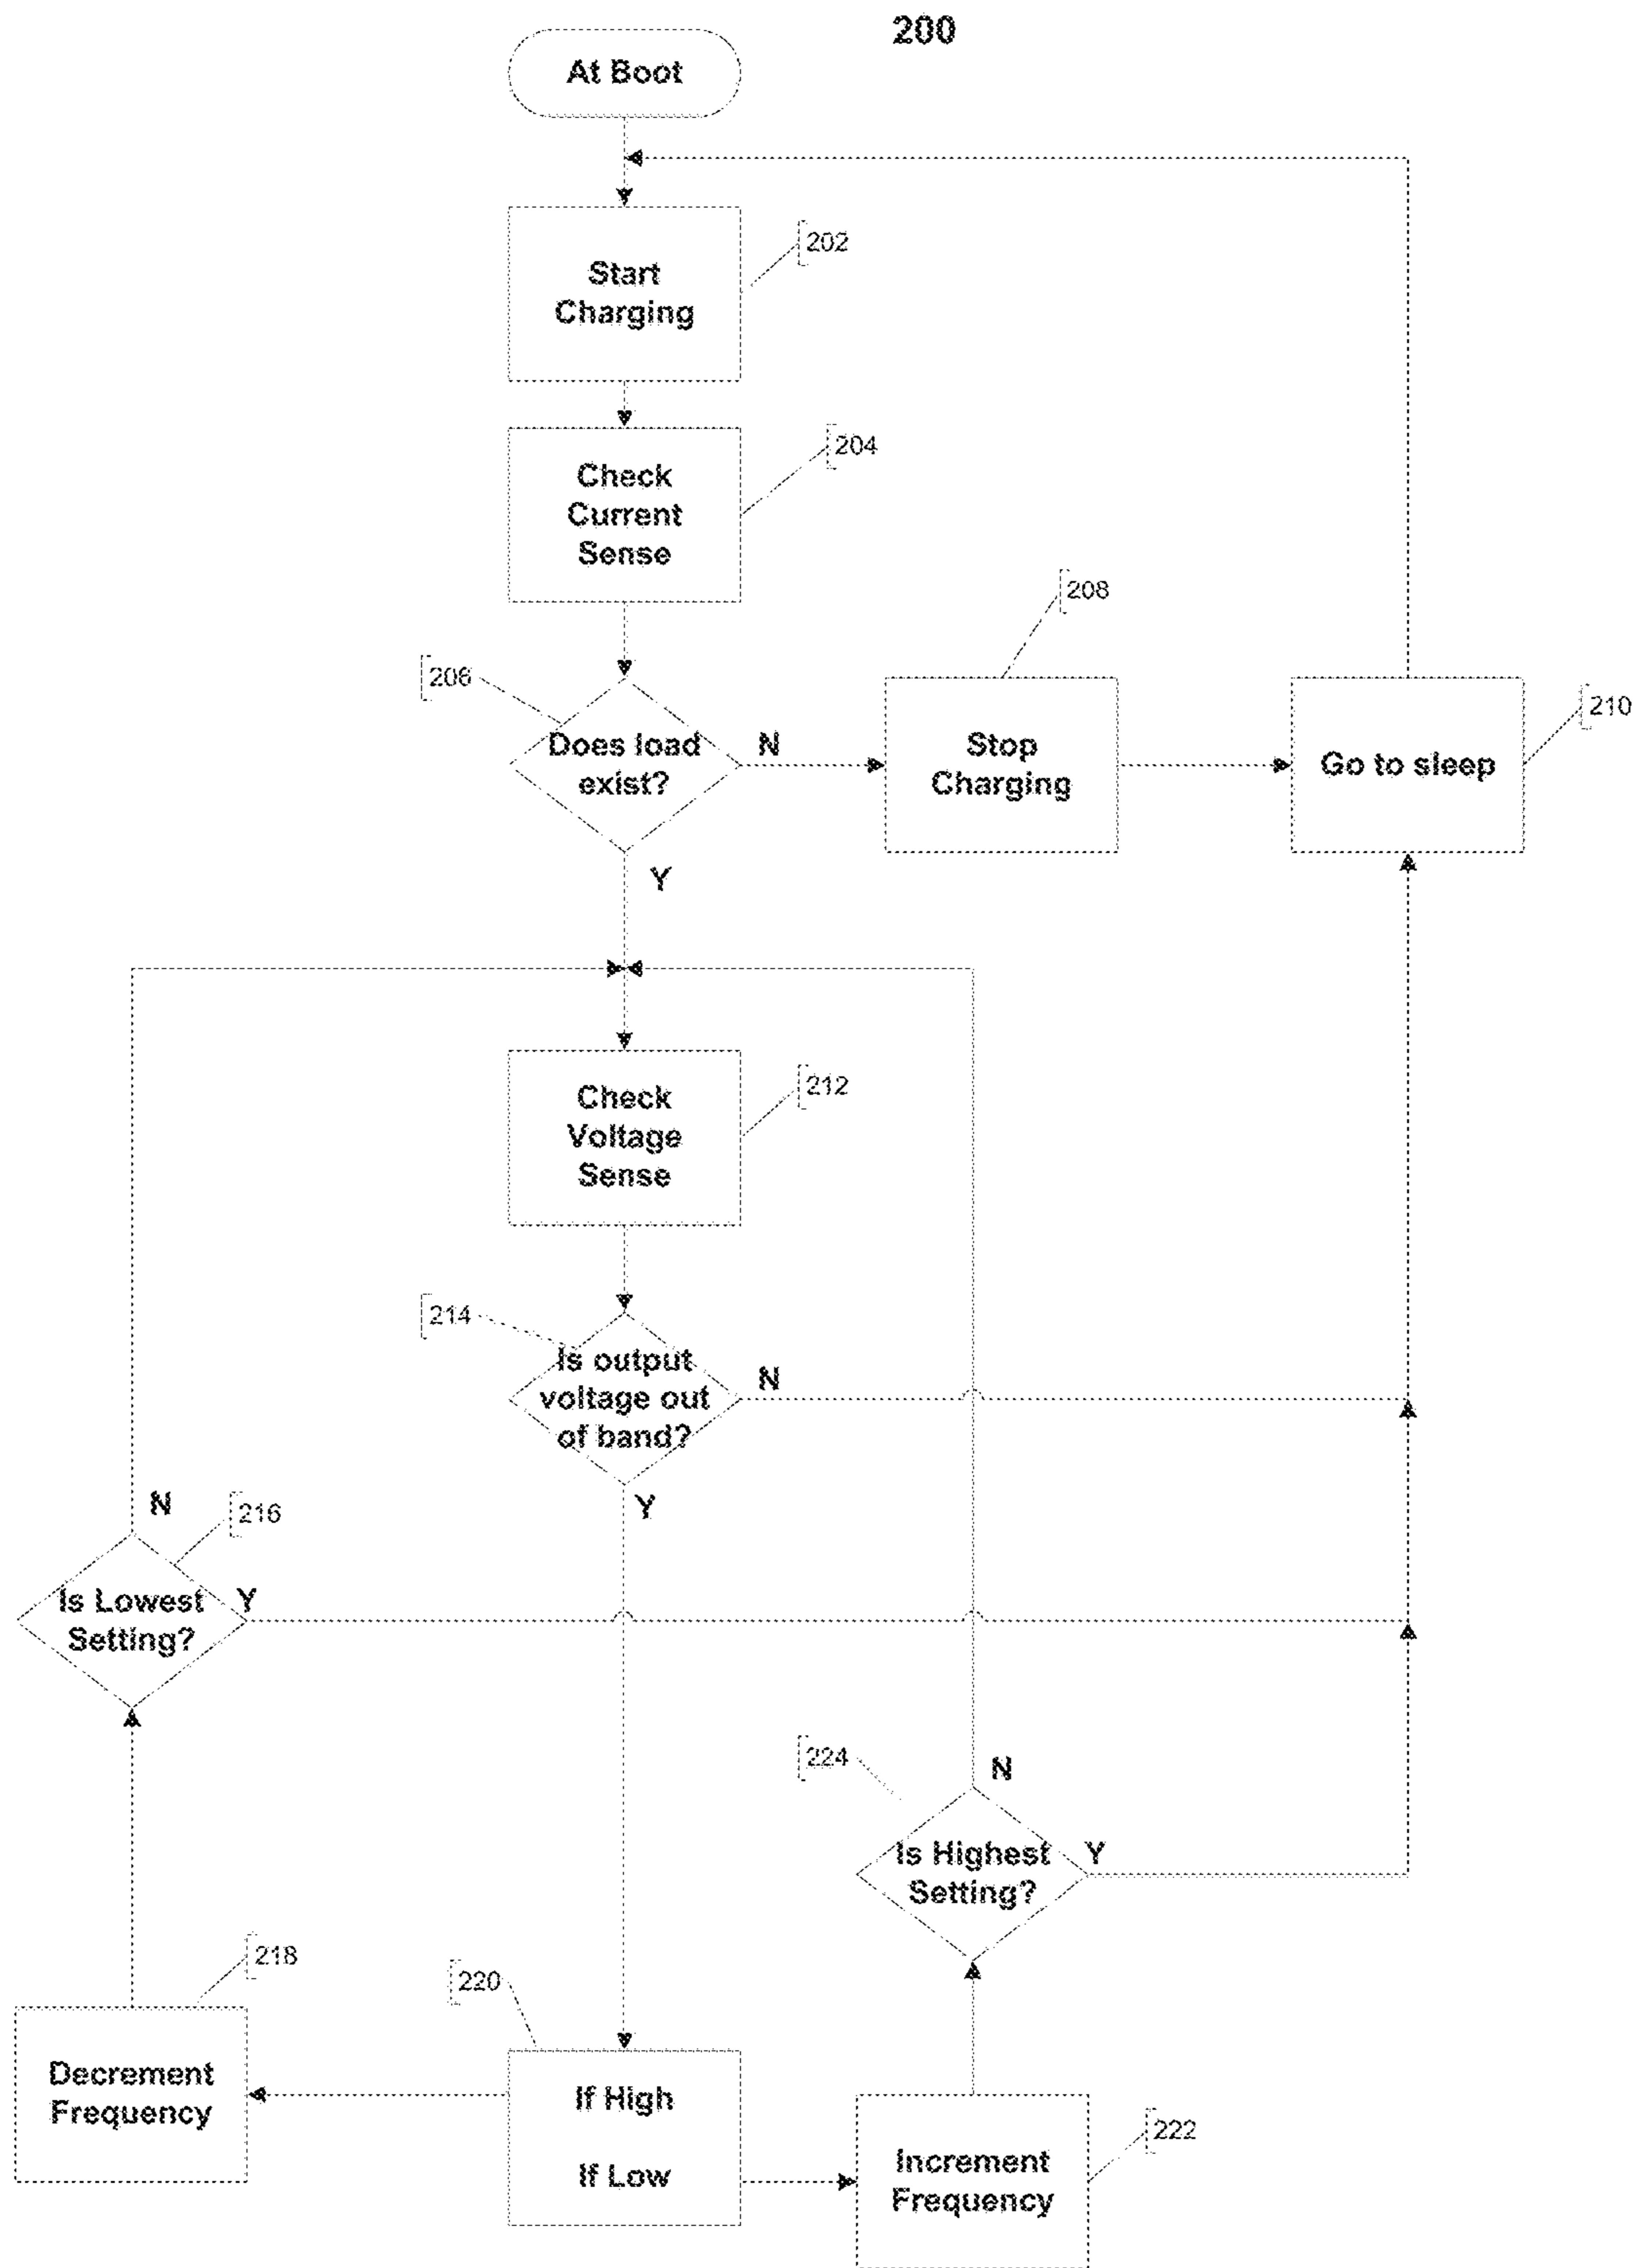 200
At Boot
Start
Charging
202
Check
Current
Sense
204
206
Does load
exist?
N
Y
208
Stop
Charging
Go to sleep
210
Check
Voltage
Sense
212
214
Is output
voltage out
of band?
N
Y
N
216
Is Lowest
Setting?
Y
224
N
Is Highest
Setting?
Y
218
Decrement
Frequency
220
If High
If Low
222
Increment
Frequency